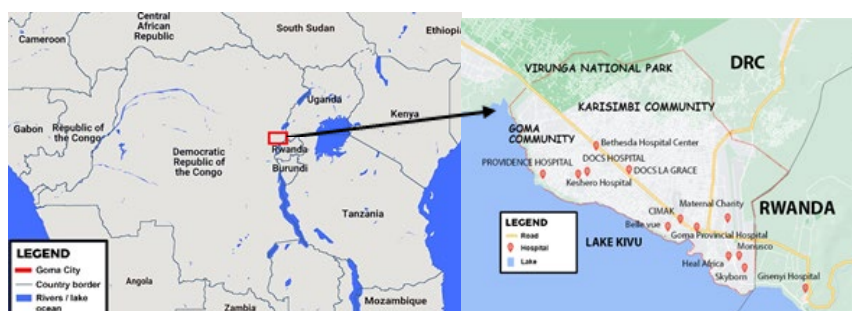 Cameroon
Central
African
Republic
South Sudan
Ethiopi
Uganda
Kenya
Gabon
Republic of
the Congo
Democratic
Republic of
the Congo
Rwanda
Burundi
Tanzania
Angola
Zambia
Mozambique
LEGEND
Goma City
Country border
Rivers / lake
ocean
VIRUNGA NATIONAL PARK
DRC
KARISIMBI COMMUNITY
GOMA
COMMUNITY
Bethesda Hospital Center
PROVIDENCE HOSPITAL
DOCS HOSPITAL
DOCS LA GRACE
Keshero Hospital
Maternal Charity
CIMAK
RWANDA
Belle vue
Goma Provincial Hospital
LAKE KIVU
Monusco
Heal Africa
Skyborn
Gisenyi Hospital
LEGEND
Road
Hospital
Lake